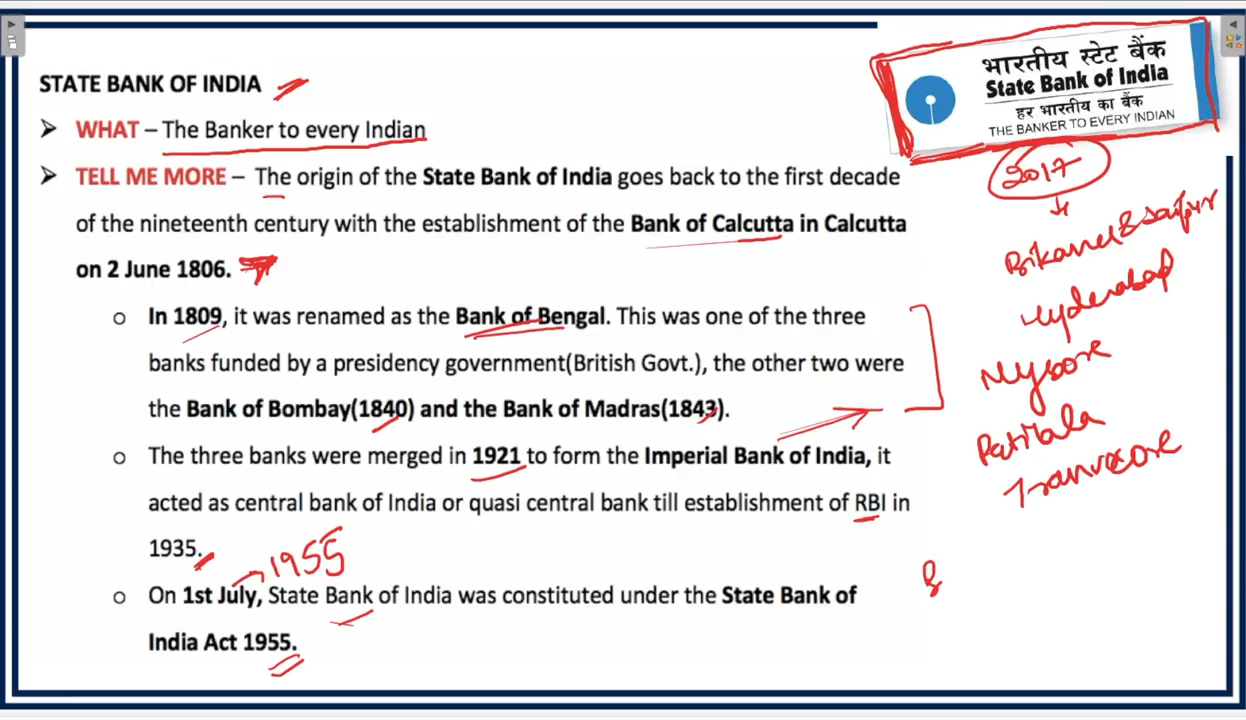 भारतीय स्टेट बैंक
State Bank of India
हर भारतीय का बैंक
THE BANKER TO EVERY INDIAN
STATE BANK OF INDIA
➤ WHAT – The Banker to every Indian
➤ TELL ME MORE – The origin of the State Bank of India goes back to the first decade
of the nineteenth century with the establishment of the Bank of Calcutta in Calcutta
on 2 June 1806.
o In 1809, it was renamed as the Bank of Bengal. This was one of the three
banks funded by a presidency government(British Govt.), the other two were
the Bank of Bombay(1840) and the Bank of Madras(1843).
o The three banks were merged in 1921 to form the Imperial Bank of India, it
acted as central bank of India or quasi central bank till establishment of RBI in
1935.
1955
o On 1st July, State Bank of India was constituted under the State Bank of
India Act 1955.
2017
Bikaner & Jaipur
Hyderabad
Mysore
Patiala
Travancore
B